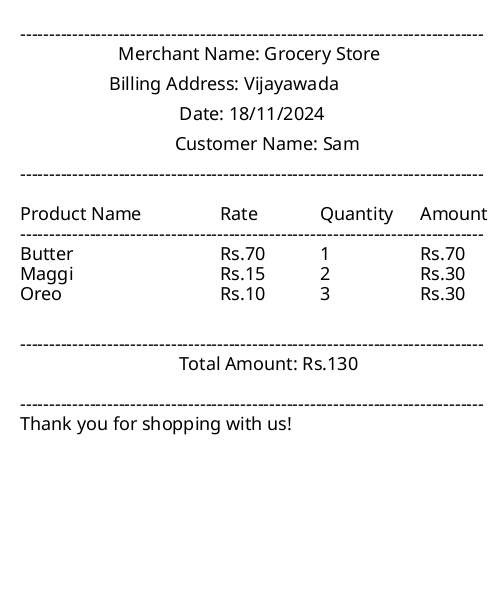 --------------------------------------------------------------------------------
Merchant Name: Grocery Store
Billing Address: Vijayawada
Date: 18/11/2024
Customer Name: Sam
--------------------------------------------------------------------------------
Product Name Rate Quantity Amount
--------------------------------------------------------------------------------
Butter Rs.70 1 Rs.70
Maggi Rs.15 2 Rs.30
Oreo Rs.10 3 Rs.30
--------------------------------------------------------------------------------
Total Amount: Rs.130
--------------------------------------------------------------------------------
Thank you for shopping with us!